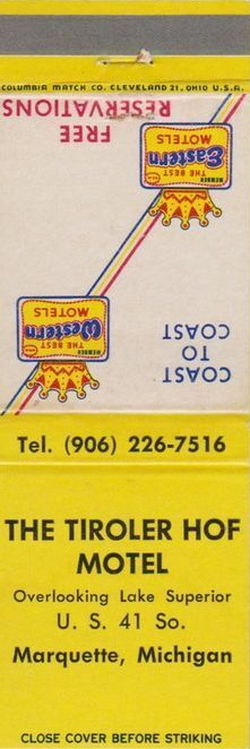 COLUMBIA MATCH CO. CLEVELAND 21, OHIO U.S.A.
COAST
TO
COAST
MEMBER
THE BEST
Western
MOTELS
MEMBER
THE BEST
Eastern
MOTELS
FREE
RESERVATIONS
Tel. (906) 226-7516
THE TIROLER HOF
MOTEL
Overlooking Lake Superior
U. S. 41 So.
Marquette, Michigan
CLOSE COVER BEFORE STRIKING